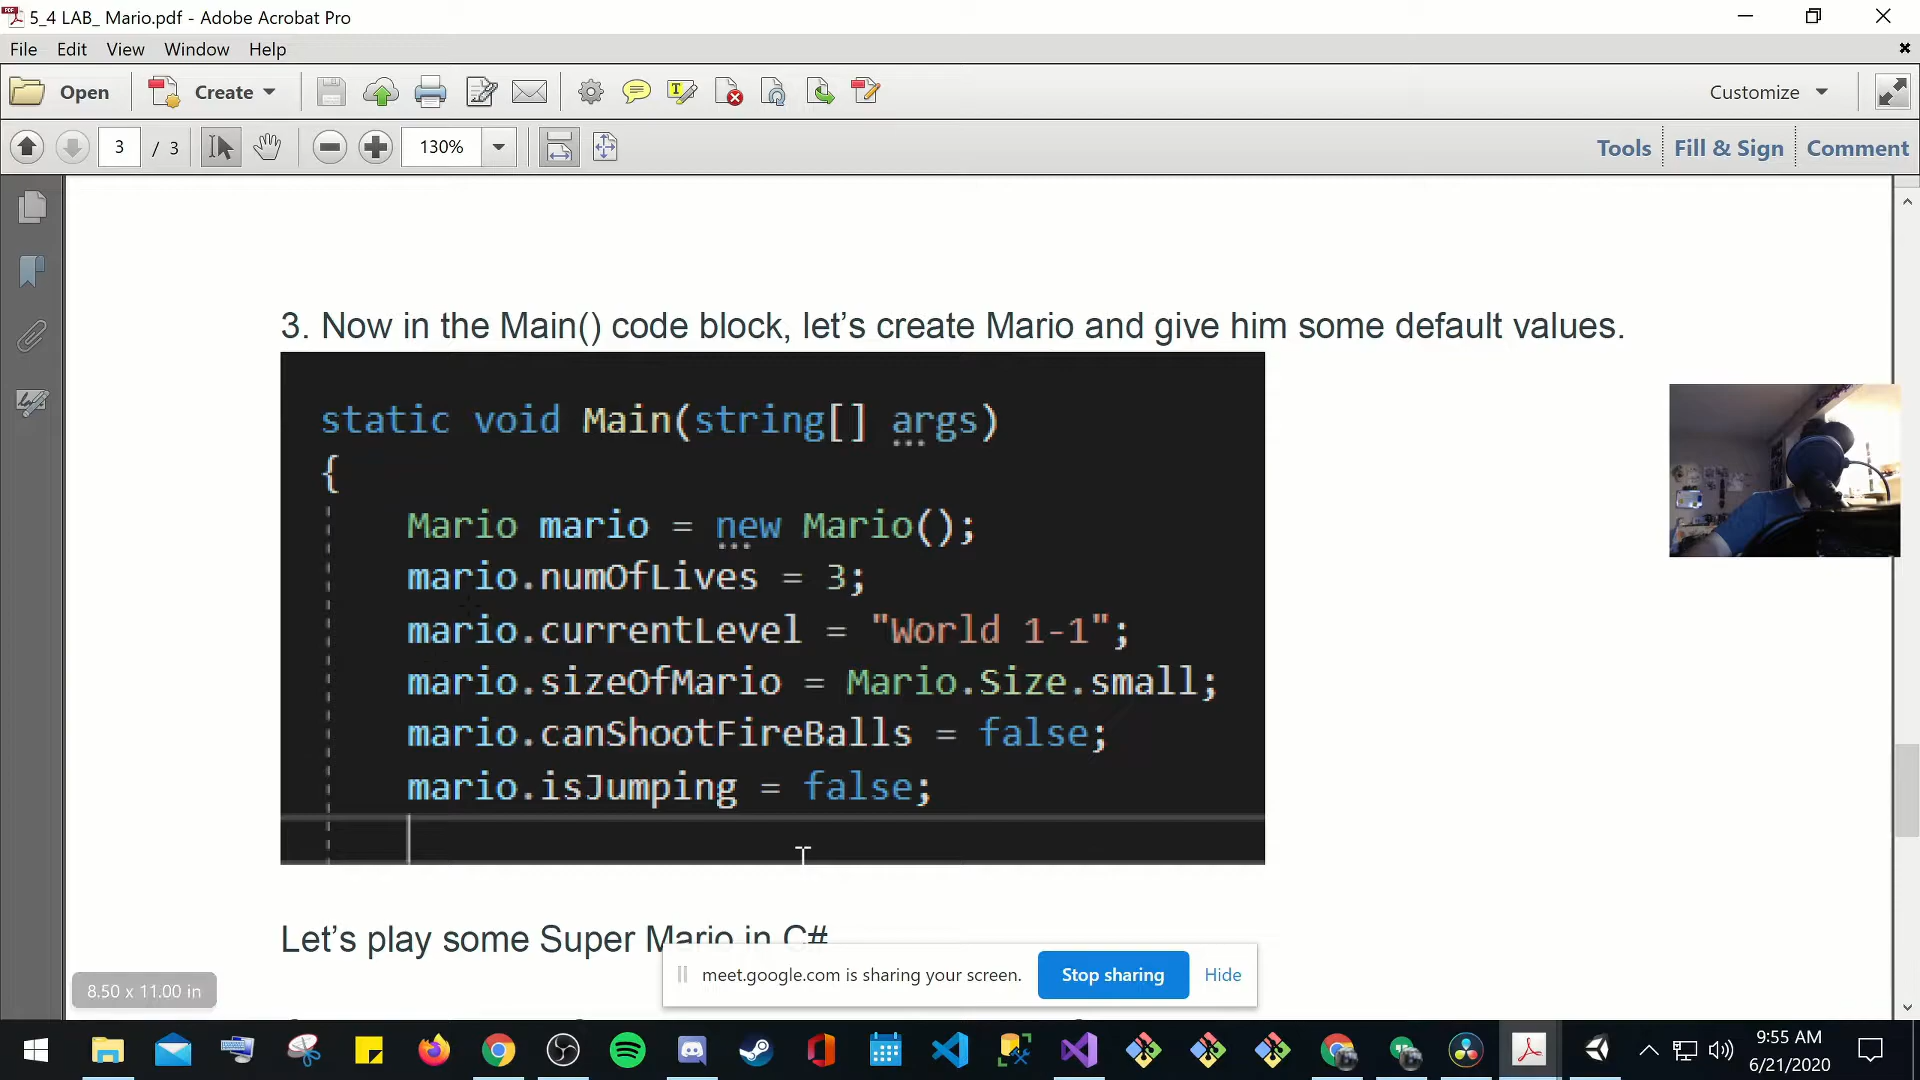 5_4 LAB_ Mario.pdf - Adobe Acrobat Pro
File Edit View Window Help
Open Create Customize
3 / 3 130% Tools Fill & Sign Comment
3. Now in the Main() code block, let’s create Mario and give him some default values.
static void Main(string[] args)
{
Mario mario = new Mario();
mario.numOfLives = 3;
mario.currentLevel = "World 1-1";
mario.sizeOfMario = Mario.Size.small;
mario.canShootFireBalls = false;
mario.isJumping = false;
Let’s play some Super Mario in C#
meet.google.com is sharing your screen. Stop sharing Hide
8.50 x 11.00 in
9:55 AM
6/21/2020